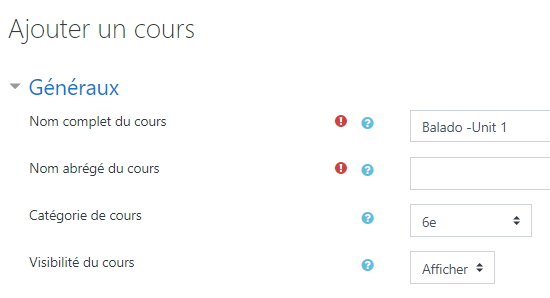 Ajouter un cours
Généraux
Nom complet du cours
Balado -Unit 1
Nom abrégé du cours
Catégorie de cours
6e
Visibilité du cours
Afficher